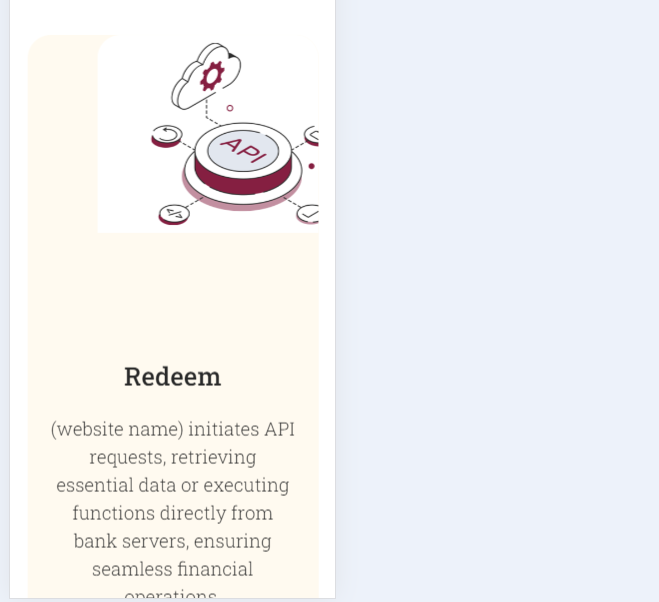 API
Redeem
(website name) initiates API
requests, retrieving
essential data or executing
functions directly from
bank servers, ensuring
seamless financial
operations